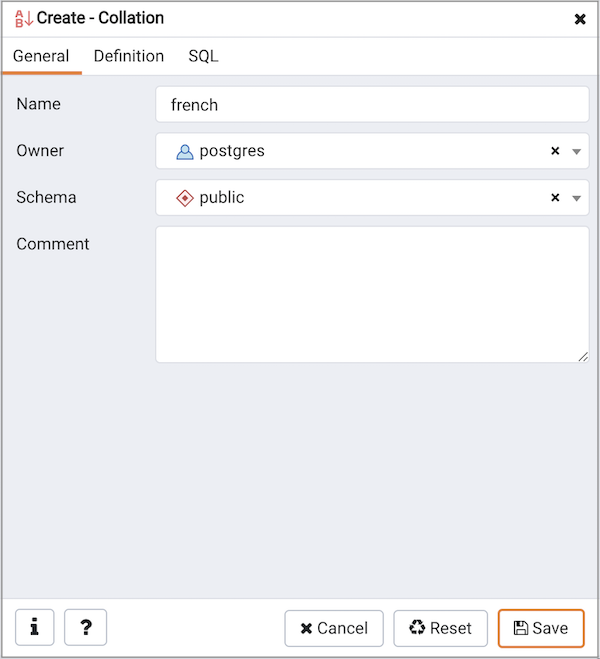 Create - Collation
General Definition SQL
Name french
Owner postgres
Schema public
Comment
i ? Cancel Reset Save